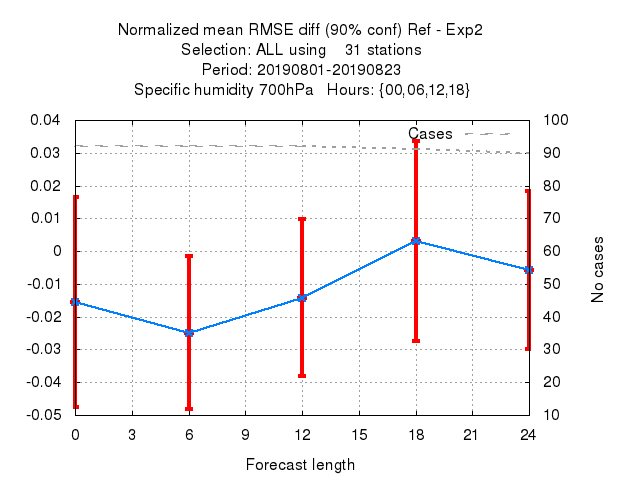 Normalized mean RMSE diff (90% conf) Ref - Exp2
Selection: ALL using 31 stations
Period: 20190801-20190823
Specific humidity 700hPa Hours: {00,06,12,18}
Cases
0.04
0.03
0.02
0.01
0
-0.01
-0.02
-0.03
-0.04
-0.05
100
90
80
70
60
50
40
30
20
10
No cases
0 3 6 9 12 15 18 21 24
Forecast length